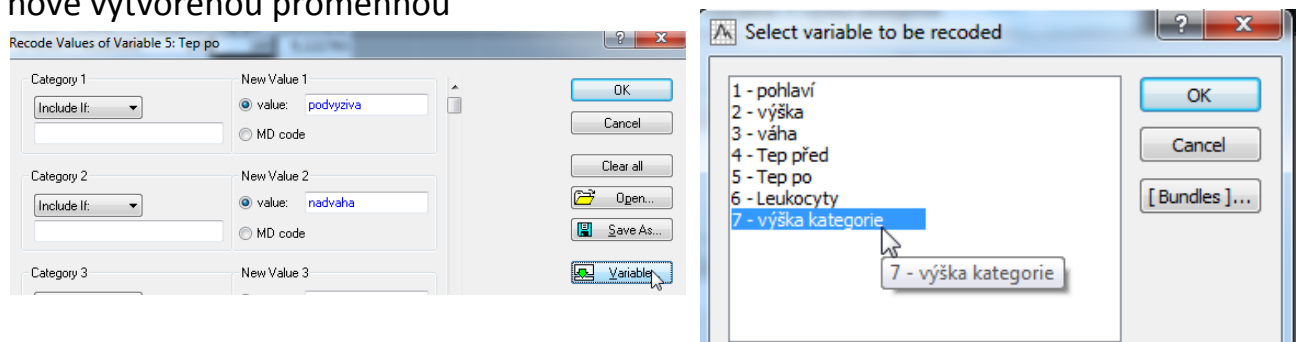 nově vytvořenou proměnnou
Recode Values of Variable 5: Tep po
Category 1
New Value 1
Include If:
value: podvyziva
MD code
OK
Cancel
Category 2
New Value 2
Include If:
value: nadvaha
MD code
Clear all
Open...
Save As...
Category 3
New Value 3
Variable
Select variable to be recoded
1 - pohlaví
2 - výška
3 - váha
4 - Tep před
5 - Tep po
6 - Leukocyty
7 - výška kategorie
7 - výška kategorie
OK
Cancel
[ Bundles ]...